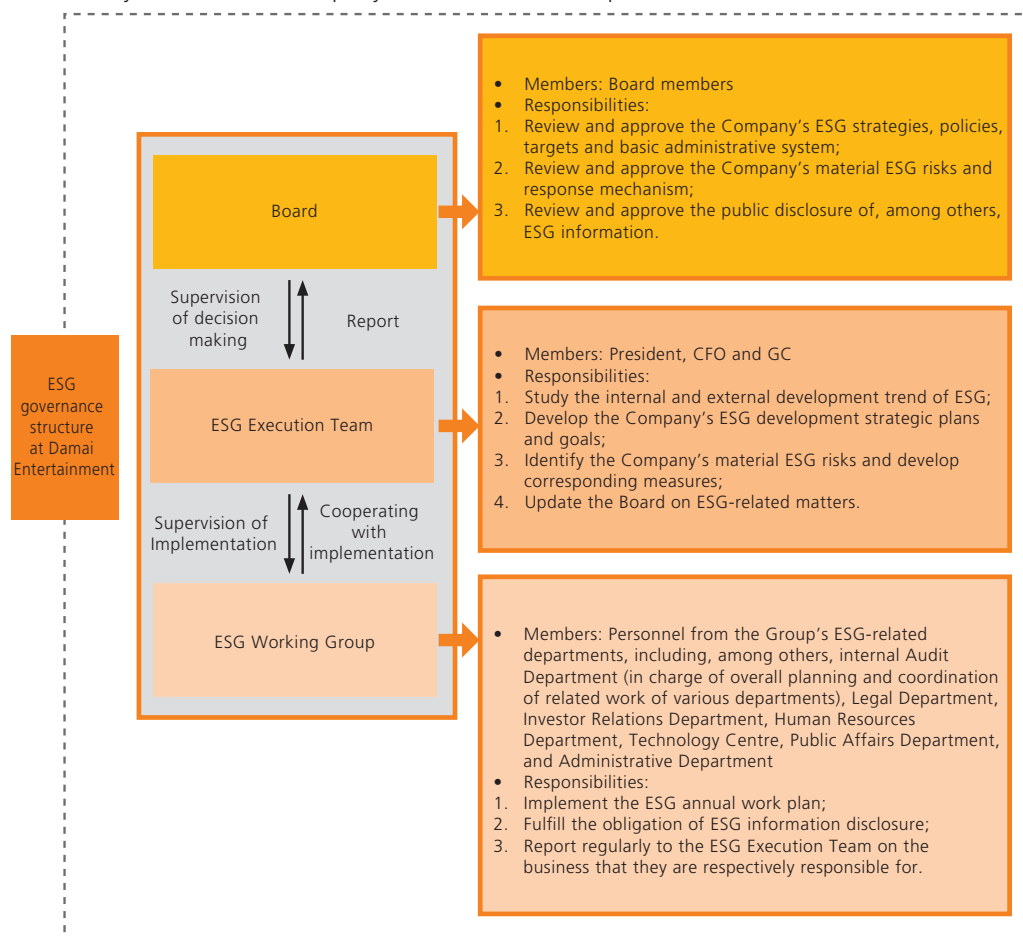 ESG
governance
structure
at Damai
Entertainment
Board
Supervision
of decision
making
Report
ESG Execution Team
Supervision of
Implementation
Cooperating
with
implementation
ESG Working Group
• Members: Board members
• Responsibilities:
1. Review and approve the Company’s ESG strategies, policies,
targets and basic administrative system;
2. Review and approve the Company’s material ESG risks and
response mechanism;
3. Review and approve the public disclosure of, among others,
ESG information.
• Members: President, CFO and GC
• Responsibilities:
1. Study the internal and external development trend of ESG;
2. Develop the Company’s ESG development strategic plans
and goals;
3. Identify the Company’s material ESG risks and develop
corresponding measures;
4. Update the Board on ESG-related matters.
• Members: Personnel from the Group’s ESG-related
departments, including, among others, internal Audit
Department (in charge of overall planning and coordination
of related work of various departments), Legal Department,
Investor Relations Department, Human Resources
Department, Technology Centre, Public Affairs Department,
and Administrative Department
• Responsibilities:
1. Implement the ESG annual work plan;
2. Fulfill the obligation of ESG information disclosure;
3. Report regularly to the ESG Execution Team on the
business that they are respectively responsible for.